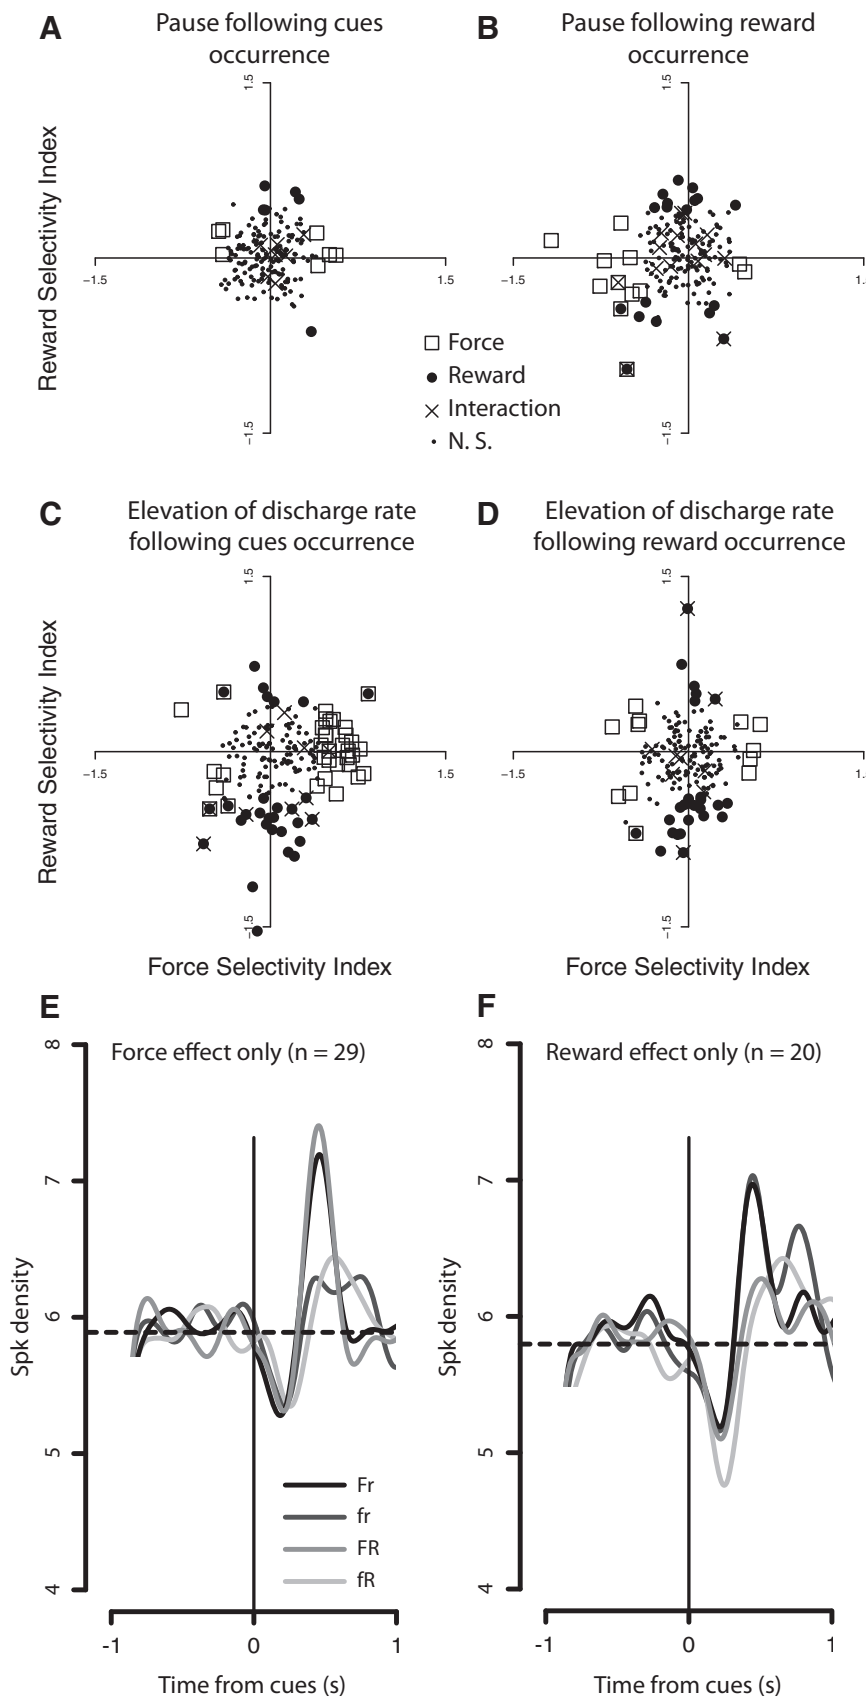 A
Pause following cues
occurrence
B
Pause following reward
occurrence
Reward Selectivity Index
1.5
−1.5
1.5
−1.5
1.5
−1.5
1.
−1.5
Force
Reward
Interaction
N. S.
C
Elevation of discharge rate
following cues occurrence
D
Elevation of discharge rate
following reward occurrence
Reward Selectivity Index
1.5
−1.5
1.5
−1.5
1.5
−1.5
1.
−1.5
Force Selectivity Index
Force Selectivity Index
E
Force effect only (n = 29)
F
Reward effect only (n = 20)
Spk density
8
7
6
5
4
Fr
fr
FR
fR
-1
0
1
Time from cues (s)
Spk density
8
7
6
5
4
-1
0
1
Time from cues (s)